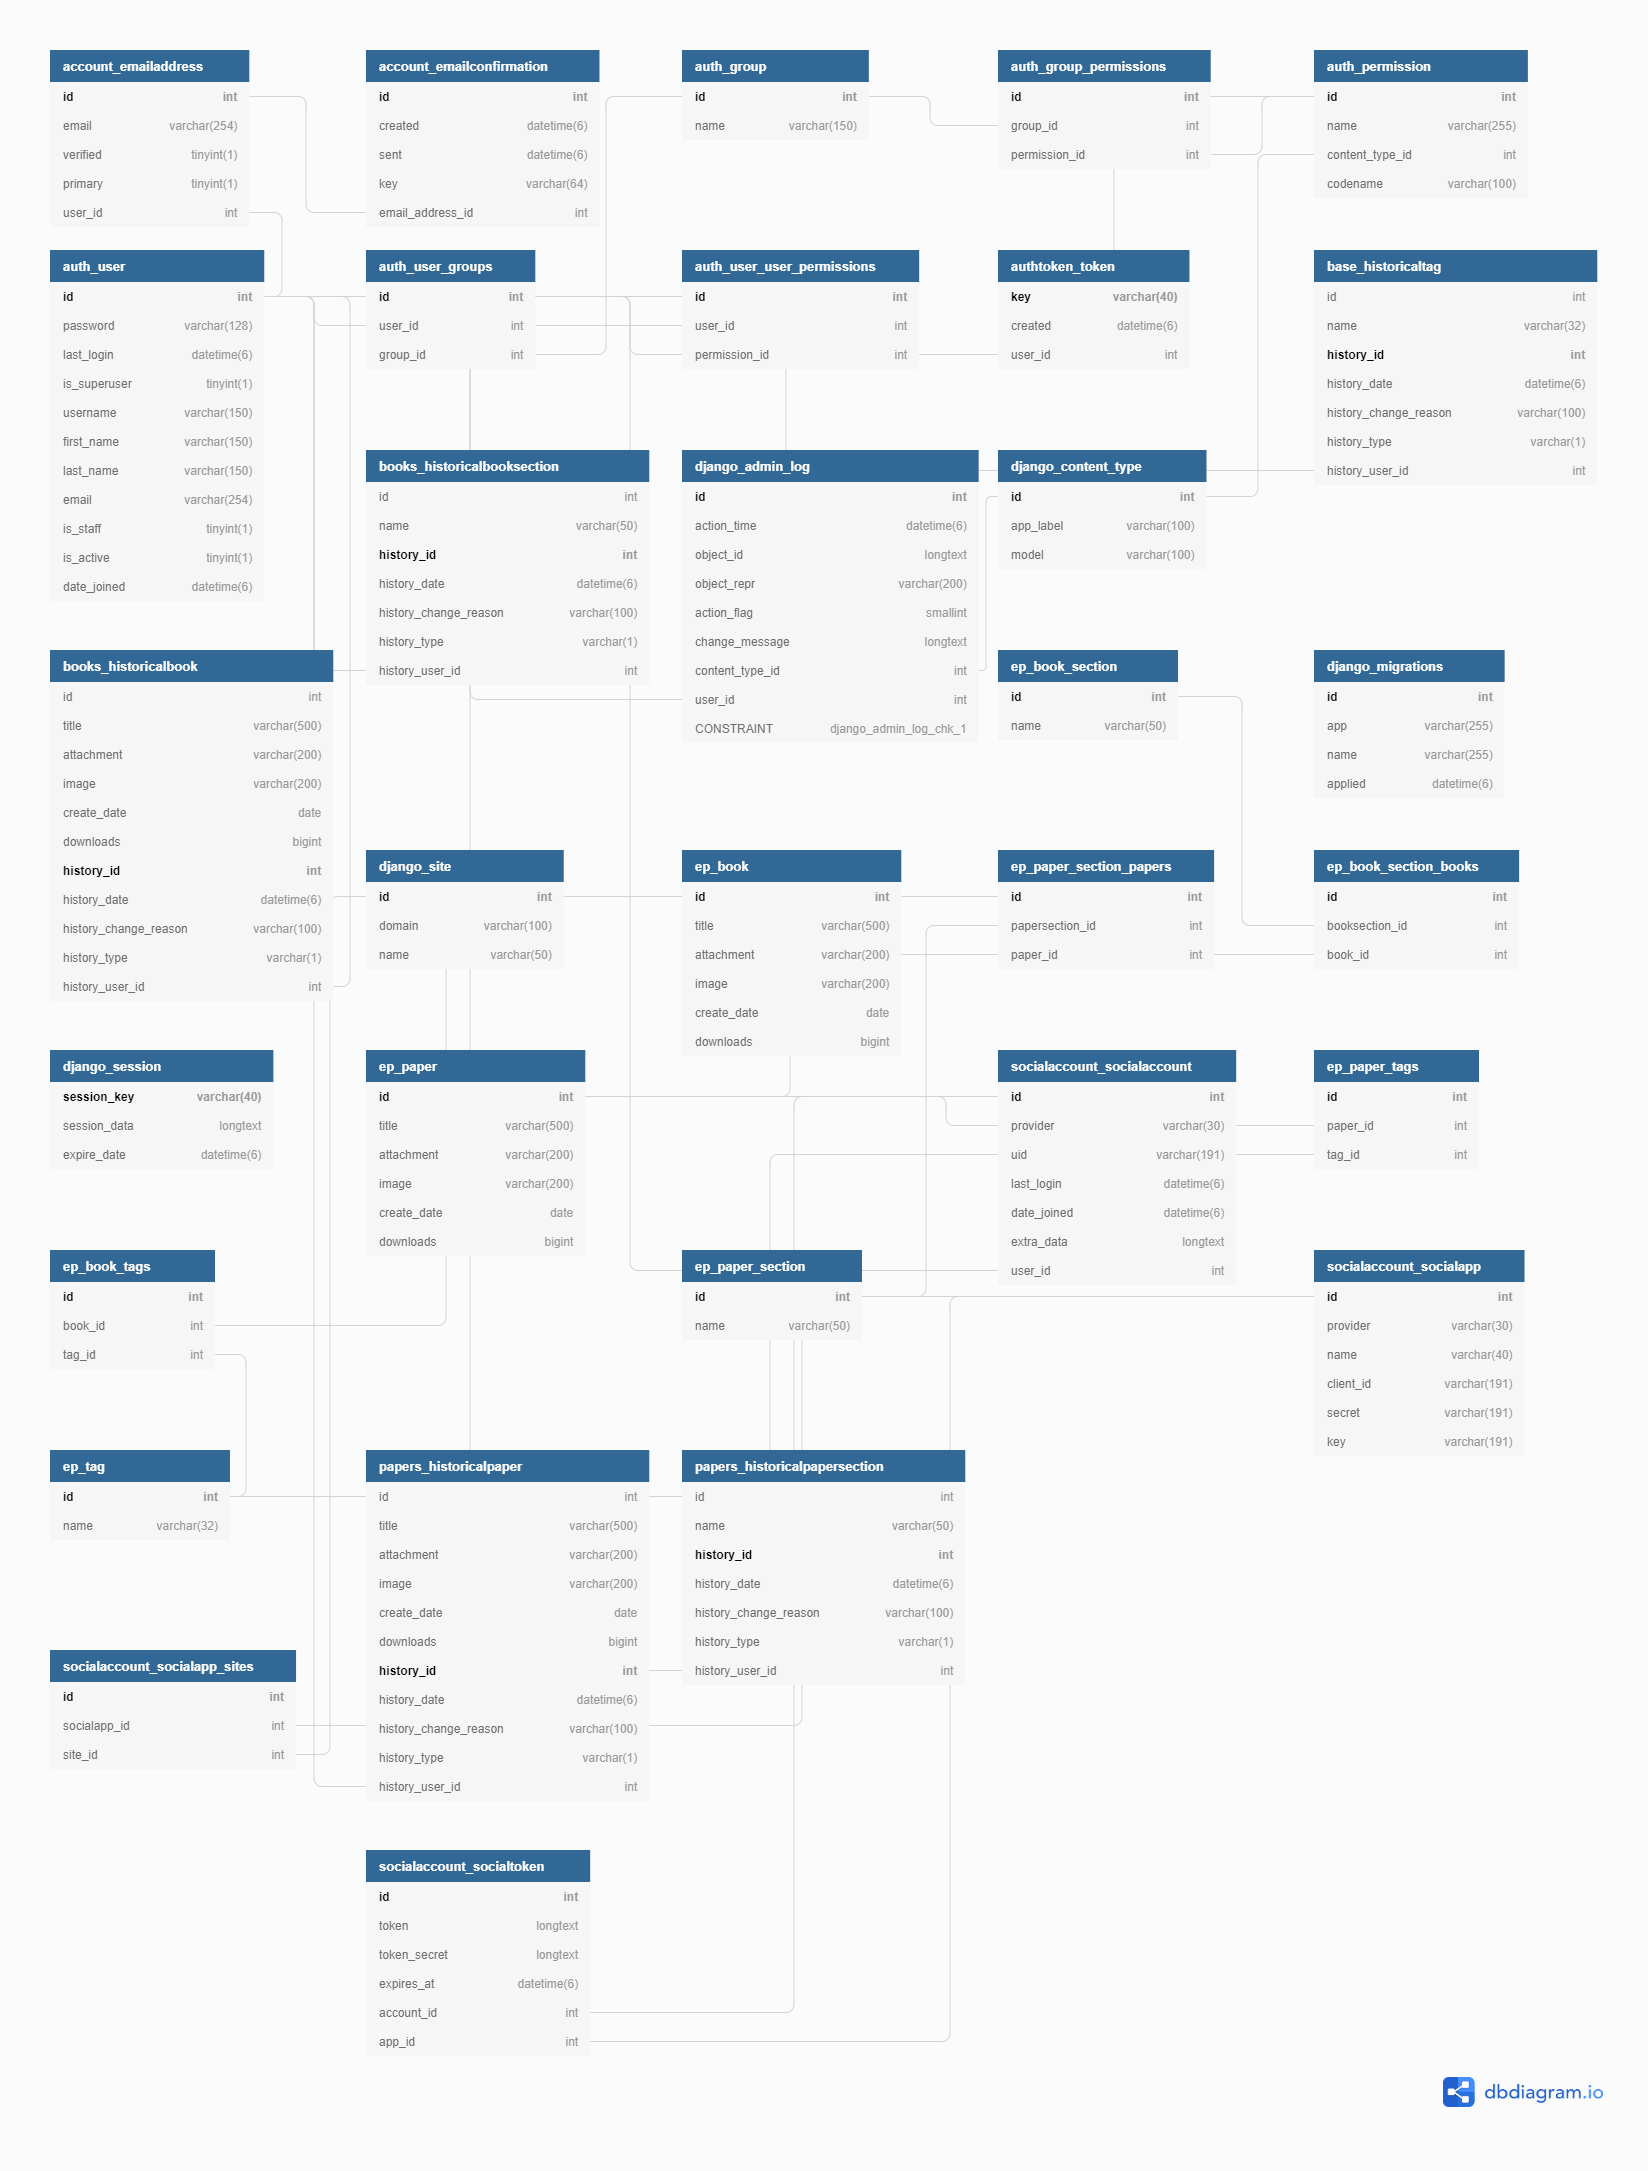 account_emailaddress
id int
email varchar(254)
verified tinyint(1)
primary tinyint(1)
user_id int
account_emailconfirmation
id int
created datetime(6)
sent datetime(6)
key varchar(64)
email_address_id int
auth_group
id int
name varchar(150)
auth_group_permissions
id int
group_id int
permission_id int
auth_permission
id int
name varchar(255)
content_type_id int
codename varchar(100)
auth_user
id int
password varchar(128)
last_login datetime(6)
is_superuser tinyint(1)
username varchar(150)
first_name varchar(150)
last_name varchar(150)
email varchar(254)
is_staff tinyint(1)
is_active tinyint(1)
date_joined datetime(6)
auth_user_groups
id int
user_id int
group_id int
auth_user_user_permissions
id int
user_id int
permission_id int
authtoken_token
key varchar(40)
created datetime(6)
user_id int
base_historicaltag
id int
name varchar(32)
history_id int
history_date datetime(6)
history_change_reason varchar(100)
history_type varchar(1)
history_user_id int
books_historicalbooksection
id int
name varchar(50)
history_id int
history_date datetime(6)
history_change_reason varchar(100)
history_type varchar(1)
history_user_id int
django_admin_log
id int
action_time datetime(6)
object_id longtext
object_repr varchar(200)
action_flag smallint
change_message longtext
content_type_id int
user_id int
CONSTRAINT django_admin_log_chk_1
django_content_type
id int
app_label varchar(100)
model varchar(100)
books_historicalbook
id int
title varchar(500)
attachment varchar(200)
image varchar(200)
create_date date
downloads bigint
history_id int
history_date datetime(6)
history_change_reason varchar(100)
history_type varchar(1)
history_user_id int
ep_book_section
id int
name varchar(50)
django_migrations
id int
app varchar(255)
name varchar(255)
applied datetime(6)
django_site
id int
domain varchar(100)
name varchar(50)
ep_book
id int
title varchar(500)
attachment varchar(200)
image varchar(200)
create_date date
downloads bigint
ep_paper_section_papers
id int
papersection_id int
paper_id int
ep_book_section_books
id int
booksection_id int
book_id int
django_session
session_key varchar(40)
session_data longtext
expire_date datetime(6)
ep_paper
id int
title varchar(500)
attachment varchar(200)
image varchar(200)
create_date date
downloads bigint
socialaccount_socialaccount
id int
provider varchar(30)
uid varchar(191)
last_login datetime(6)
date_joined datetime(6)
extra_data longtext
user_id int
ep_paper_tags
id int
paper_id int
tag_id int
ep_book_tags
id int
book_id int
tag_id int
ep_paper_section
id int
name varchar(50)
socialaccount_socialapp
id int
provider varchar(30)
name varchar(40)
client_id varchar(191)
secret varchar(191)
key varchar(191)
ep_tag
id int
name varchar(32)
papers_historicalpaper
id int
title varchar(500)
attachment varchar(200)
image varchar(200)
create_date date
downloads bigint
history_id int
history_date datetime(6)
history_change_reason varchar(100)
history_type varchar(1)
history_user_id int
papers_historicalpapersection
id int
name varchar(50)
history_id int
history_date datetime(6)
history_change_reason varchar(100)
history_type varchar(1)
history_user_id int
socialaccount_socialapp_sites
id int
socialapp_id int
site_id int
socialaccount_socialtoken
id int
token longtext
token_secret longtext
expires_at datetime(6)
account_id int
app_id int
dbdiagram.io